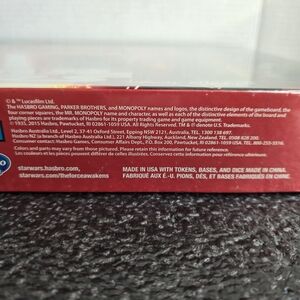 © & ™ Lucasfilm Ltd.
The HASBRO GAMING, PARKER BROTHERS, and MONOPOLY names and logos, the distinctive design of the gameboard, the
four corner squares, the MR. MONOPOLY name and character, as well as each of the distinctive elements of the board and
playing pieces are trademarks of Hasbro for its property trading game and game equipment.
© 1935, 2015 Hasbro, Pawtucket, RI 02861-1059 USA. All Rights Reserved. TM & ® denote U.S. Trademarks.
Hasbro Australia Ltd., Level 2, 37-41 Oxford Street, Epping NSW 2121, Australia. TEL. 1300 138 697.
Hasbro NZ (a branch of Hasbro Australia Ltd.), 221 Albany Highway, Auckland, New Zealand. TEL. 0508 828 200.
Consumer contact: Hasbro Games, Consumer Affairs Dept., PO Box 200, Pawtucket, RI 02861-1059 USA. TEL. 800-255-5516.
Colors and parts may vary from those pictured. Please retain this information for future reference.
Les couleurs et les pièces peuvent différer de celles illustrées. Conservez cette information pour référence ultérieure.
starwars.hasbro.com,
starwars.com/theforceawakens
MADE IN USA WITH TOKENS, BASES, AND DICE MADE IN CHINA.
FABRIQUÉ AUX É.-U. PIONS, DÉS, ET BASES FABRIQUÉS EN CHINE.